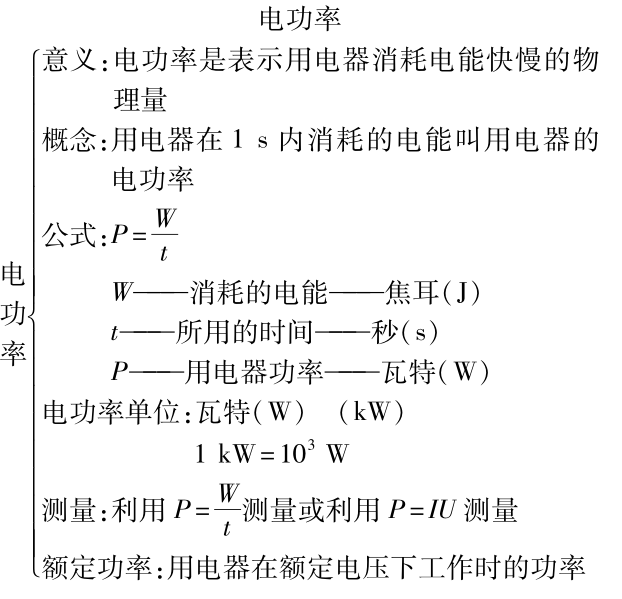 电功率
电功率
意义:电功率是表示用电器消耗电能快慢的物
理量
概念:用电器在 1 s 内消耗的电能叫用电器的
电功率
公式:P=W/t
W——消耗的电能——焦耳(J)
t——所用的时间——秒(s)
P——用电器功率——瓦特(W)
电功率单位:瓦特(W) (kW)
1 kW=10³ W
测量:利用 P=W/t测量或利用 P=IU 测量
额定功率:用电器在额定电压下工作时的功率